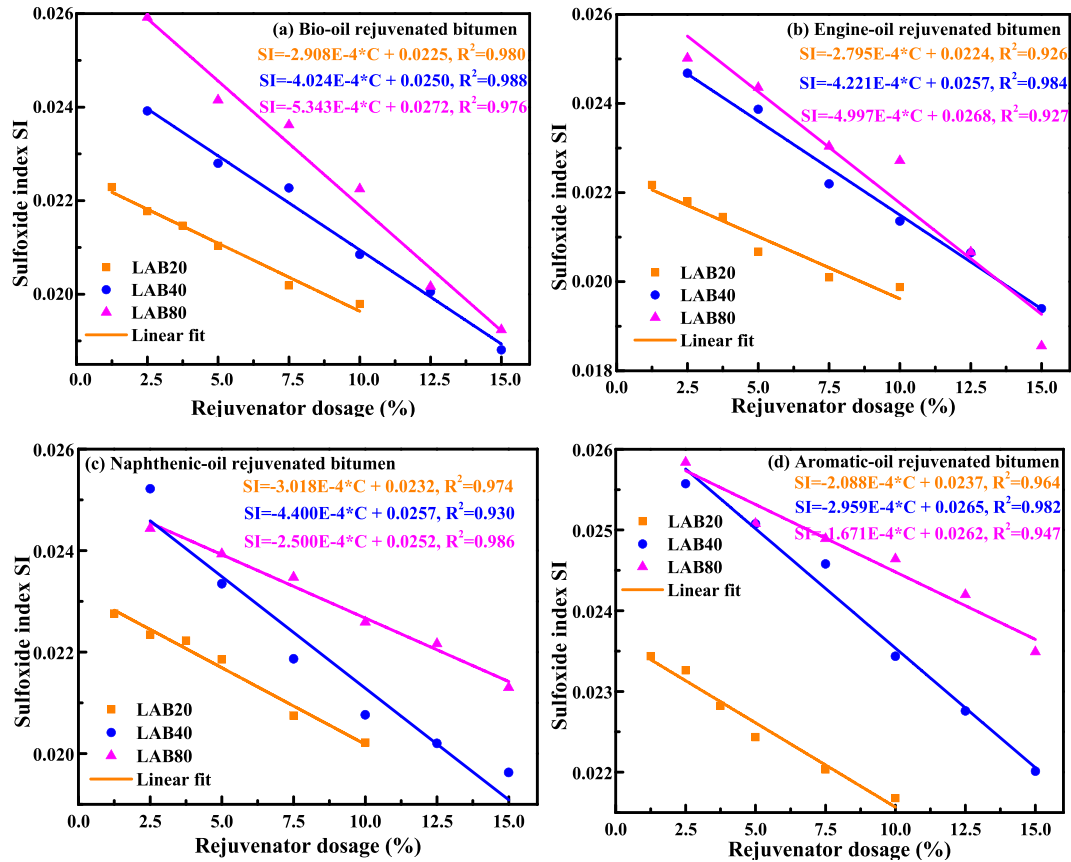 (a) Bio-oil rejuvenated bitumen
SI=-2.908E-4*C + 0.0225, R²=0.980
SI=-4.024E-4*C + 0.0250, R²=0.988
SI=-5.343E-4*C + 0.0272, R²=0.976
0.026
0.024
0.022
0.020
Sulfoxide index SI
LAB20
LAB40
LAB80
Linear fit
0.0 2.5 5.0 7.5 10.0 12.5 15.0
Rejuvenator dosage (%)
(b) Engine-oil rejuvenated bitumen
SI=-2.795E-4*C + 0.0224, R²=0.926
SI=-4.221E-4*C + 0.0257, R²=0.984
SI=-4.997E-4*C + 0.0268, R²=0.927
0.026
0.024
0.022
0.020
0.018
Sulfoxide index SI
LAB20
LAB40
LAB80
Linear fit
0.0 2.5 5.0 7.5 10.0 12.5 15.0
Rejuvenator dosage (%)
(c) Naphthenic-oil rejuvenated bitumen
SI=-3.018E-4*C + 0.0232, R²=0.974
SI=-4.400E-4*C + 0.0257, R²=0.930
SI=-2.500E-4*C + 0.0252, R²=0.986
0.026
0.024
0.022
0.020
Sulfoxide index SI
LAB20
LAB40
LAB80
Linear fit
0.0 2.5 5.0 7.5 10.0 12.5 15.0
Rejuvenator dosage (%)
(d) Aromatic-oil rejuvenated bitumen
SI=-2.088E-4*C + 0.0237, R²=0.964
SI=-2.959E-4*C + 0.0265, R²=0.982
SI=-1.671E-4*C + 0.0262, R²=0.947
0.026
0.025
0.024
0.023
0.022
Sulfoxide index SI
LAB20
LAB40
LAB80
Linear fit
0.0 2.5 5.0 7.5 10.0 12.5 15.0
Rejuvenator dosage (%)